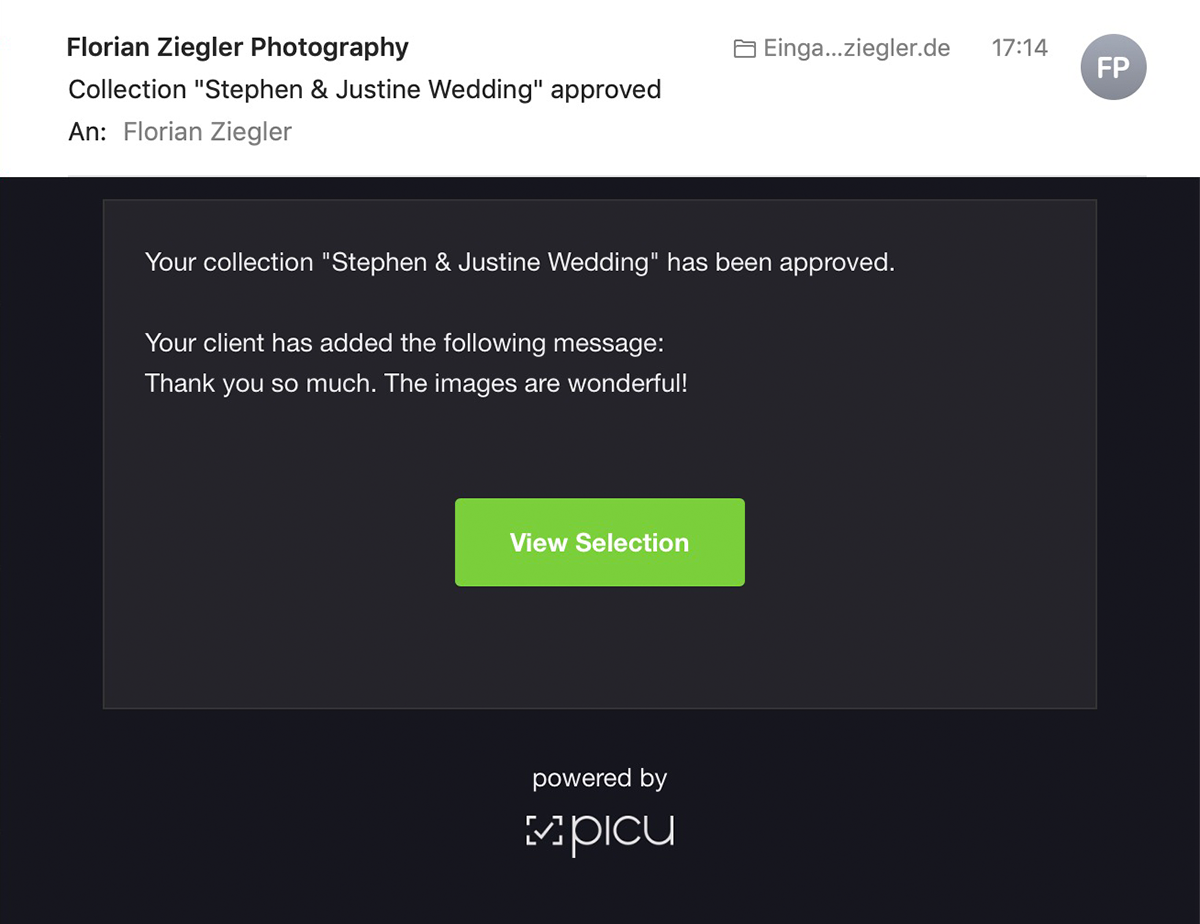 Florian Ziegler Photography
Einga...ziegler.de
17:14
FP
Collection "Stephen & Justine Wedding" approved
An: Florian Ziegler
Your collection "Stephen & Justine Wedding" has been approved.
Your client has added the following message:
Thank you so much. The images are wonderful!
View Selection
powered by
picu